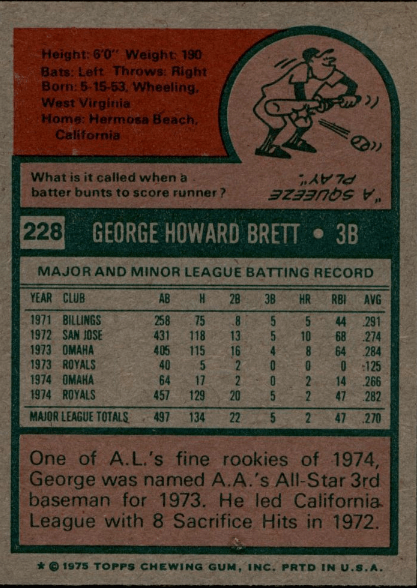 Height: 6'0" Weight: 190
Bats: Left Throws: Right
Born: 5-15-53, Wheeling,
West Virginia
Home: Hermosa Beach,
California
What is it called when a
batter bunts to score runner?
"A SQUEEZE
PLAY".
228 GEORGE HOWARD BRETT • 3B
MAJOR AND MINOR LEAGUE BATTING RECORD
YEAR CLUB AB H 2B 3B HR RBI AVG
1971 BILLINGS 258 75 8 5 5 44 .291
1972 SAN JOSE 431 118 13 5 10 68 .274
1973 OMAHA 405 115 16 4 8 64 .284
1973 ROYALS 40 5 2 0 0 0 .125
1974 OMAHA 64 17 2 0 2 14 .266
1974 ROYALS 457 129 20 5 2 47 .282
MAJOR LEAGUE TOTALS 497 134 22 5 2 47 .270
One of A.L.'s fine rookies of 1974,
George was named A.A.'s All-Star 3rd
baseman for 1973. He led California
League with 8 Sacrifice Hits in 1972.
* © 1975 TOPPS CHEWING GUM, INC. PRTD IN U.S.A.